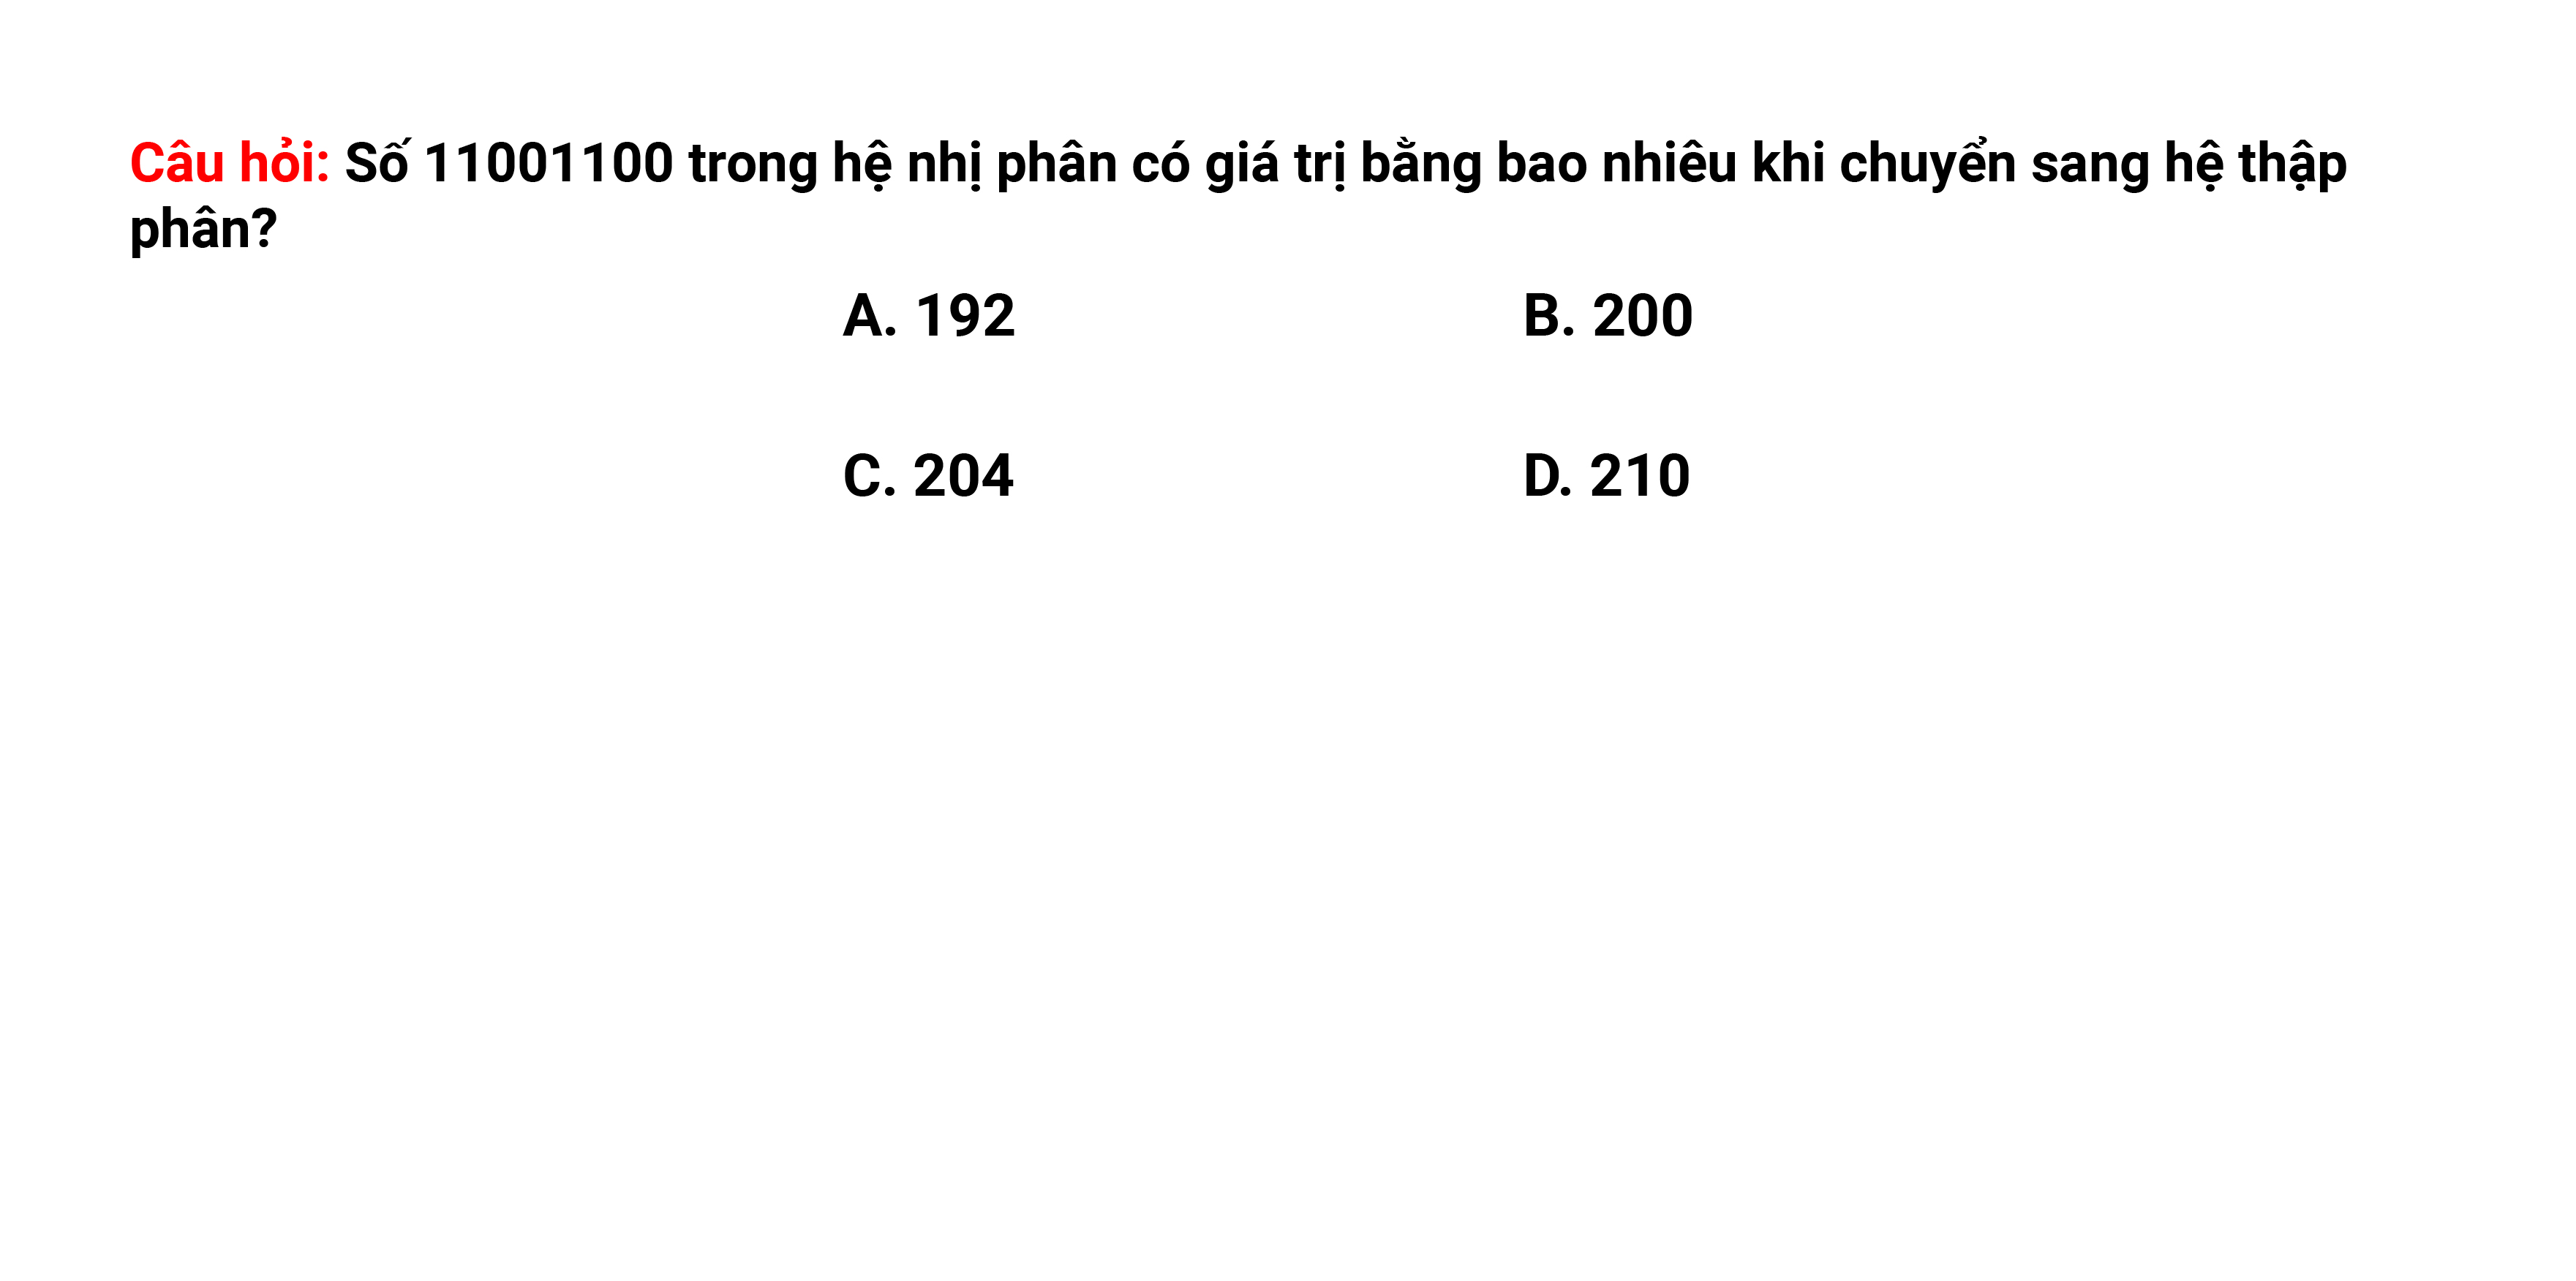 Câu hỏi: Số 11001100 trong hệ nhị phân có giá trị bằng bao nhiêu khi chuyển sang hệ thập
phân?
A. 192 B. 200
C. 204 D. 210